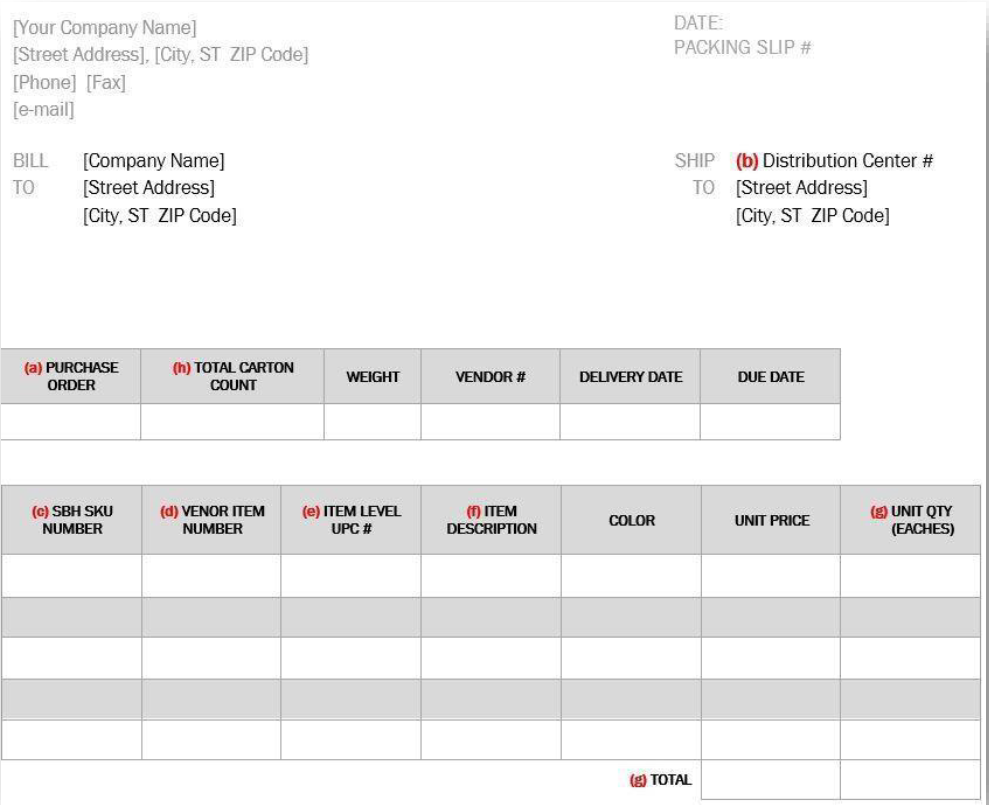 [Your Company Name]
[Street Address], [City, ST  ZIP Code]
[Phone]  [Fax]
[e-mail]
DATE:
PACKING SLIP #
BILL
TO
[Company Name]
[Street Address]
[City, ST  ZIP Code]
SHIP
TO
(b) Distribution Center #
[Street Address]
[City, ST  ZIP Code]
(a) PURCHASE
ORDER
(h) TOTAL CARTON
COUNT
WEIGHT
VENDOR #
DELIVERY DATE
DUE DATE
(c) SBH SKU
NUMBER
(d) VENOR ITEM
NUMBER
(e) ITEM LEVEL
UPC #
(f) ITEM
DESCRIPTION
COLOR
UNIT PRICE
(g) UNIT QTY
(EACHES)
(g) TOTAL